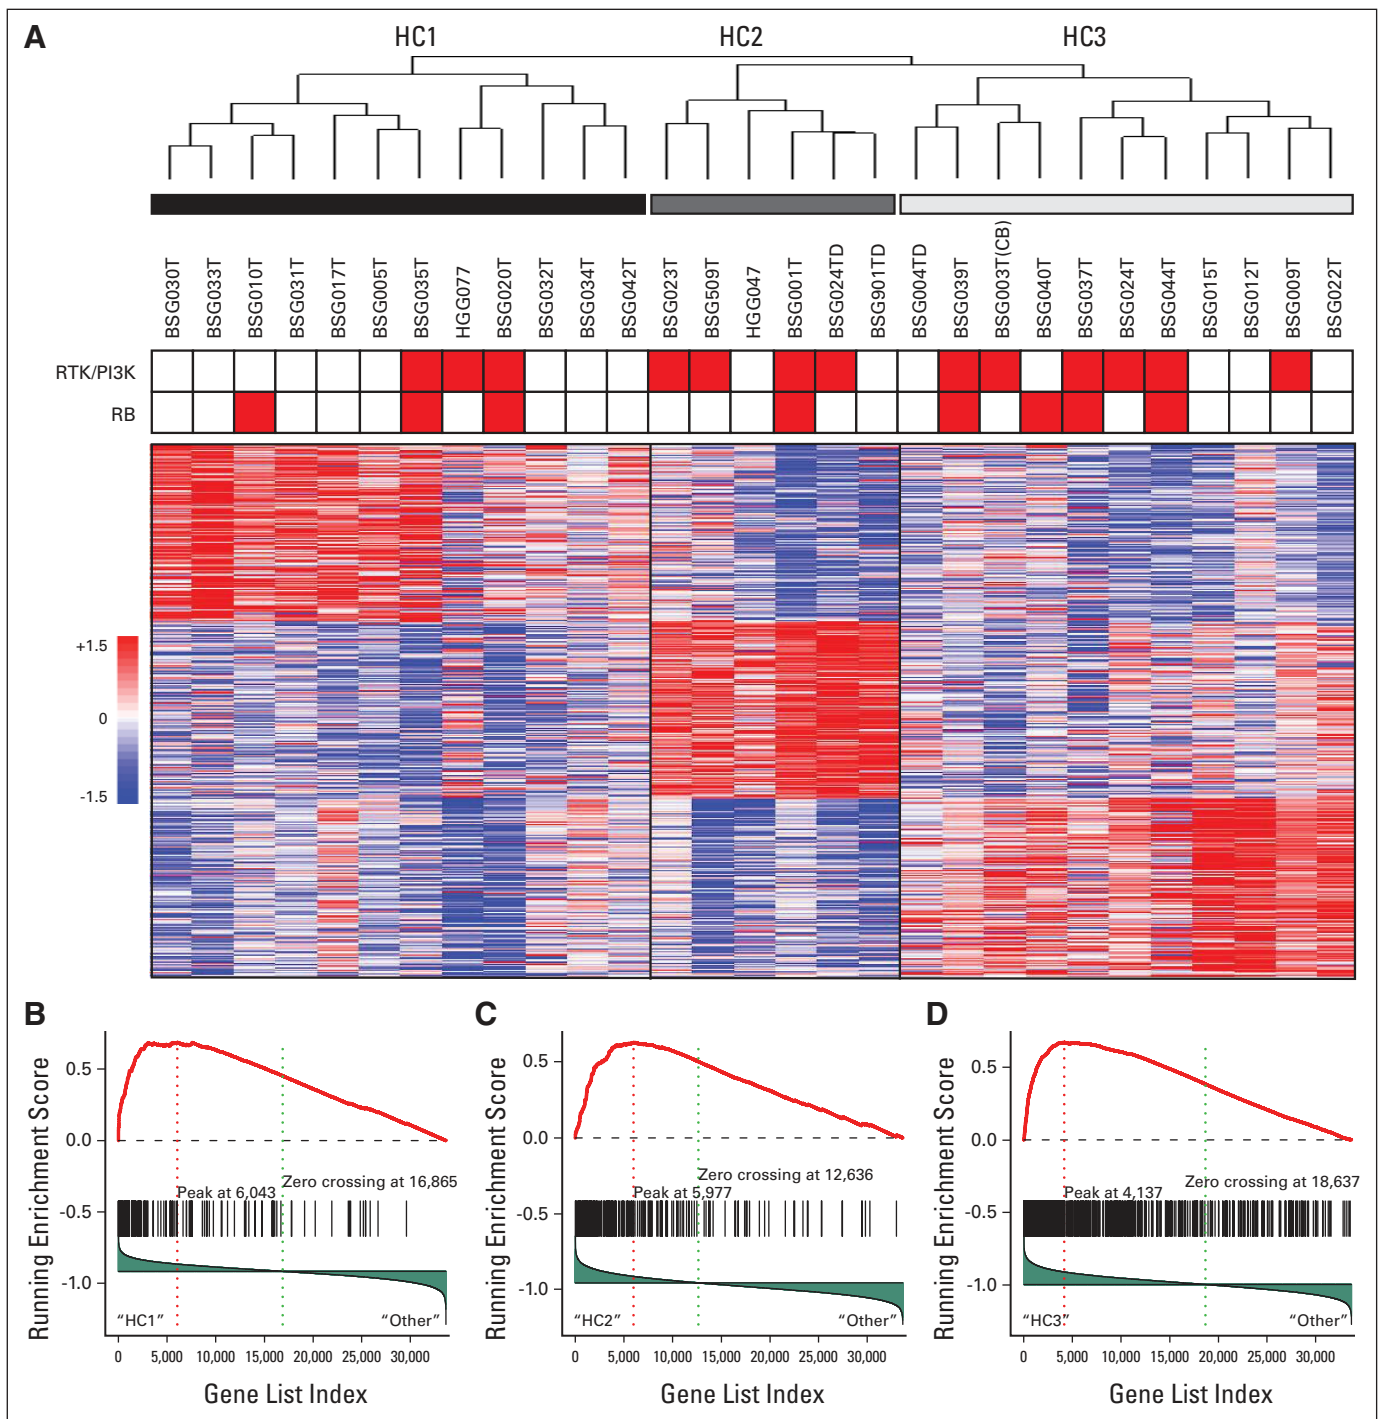 A
HC1 HC2 HC3
BSG030T BSG033T BSG010T BSG031T BSG017T BSG005T BSG035T HGG077 BSG020T BSG032T BSG034T BSG042T BSG023T BSG509T HGG047 BSG001T BSG024TD BSG901TD BSG004TD BSG039T BSG003T(CB) BSG040T BSG037T BSG024T BSG044T BSG015T BSG012T BSG009T BSG022T
RTK/PI3K
RB
+1.5
0
-1.5
B
Running Enrichment Score
0.5
0.0
-0.5
-1.0
Zero crossing at 16,865
Peak at 6,043
“HC1” “Other”
0 5,000 10,000 15,000 20,000 25,000 30,000
Gene List Index
C
Running Enrichment Score
0.5
0.0
-0.5
-1.0
Zero crossing at 12,636
Peak at 5,977
“HC2” “Other”
0 5,000 10,000 15,000 20,000 25,000 30,000
Gene List Index
D
Running Enrichment Score
0.5
0.0
-0.5
-1.0
Zero crossing at 18,637
Peak at 4,137
“HC3” “Other”
0 5,000 10,000 15,000 20,000 25,000 30,000
Gene List Index